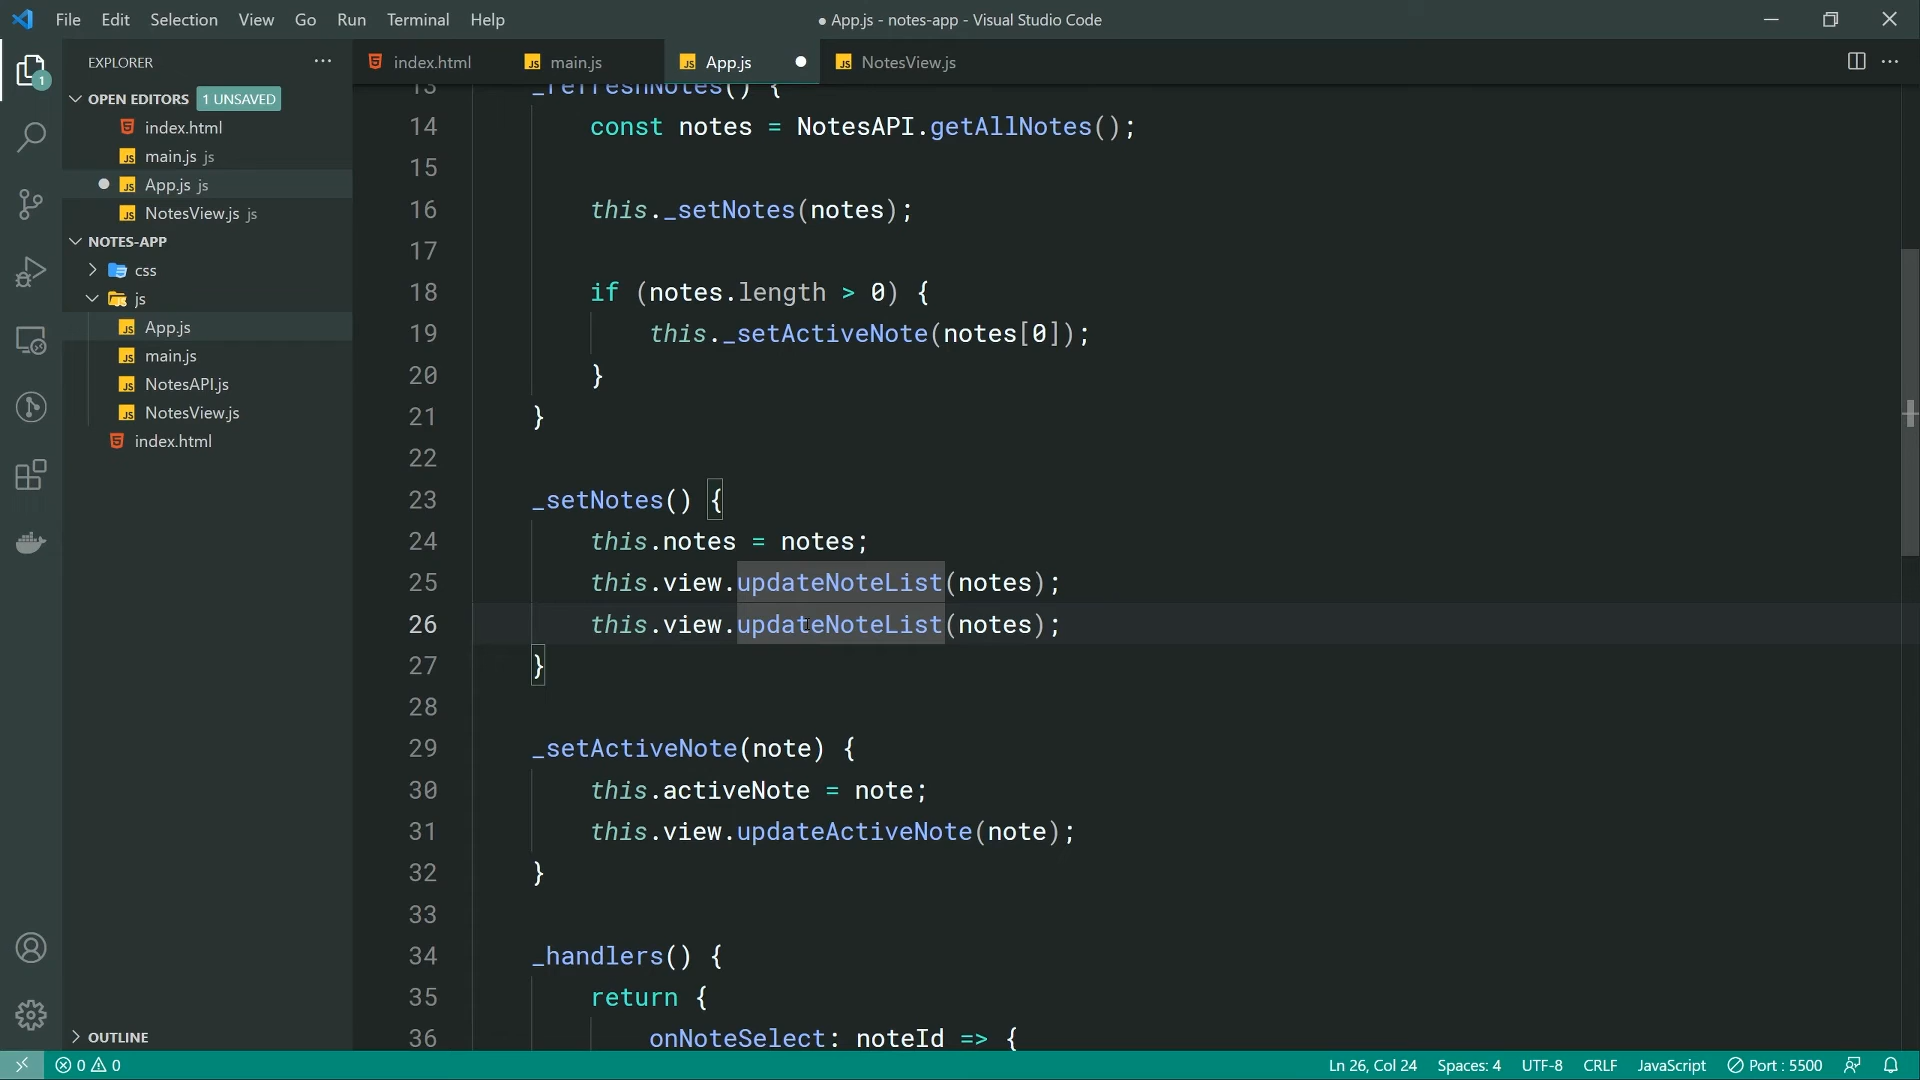 File Edit Selection View Go Run Terminal Help
● App.js - notes-app - Visual Studio Code
EXPLORER
index.html
main.js
App.js
NotesView.js
OPEN EDITORS 1 UNSAVED
index.html
main.js js
App.js js
NotesView.js js
NOTES-APP
css
js
App.js
main.js
NotesAPI.js
NotesView.js
index.html
OUTLINE
1
13 _refreshNotes() {
14 const notes = NotesAPI.getAllNotes();
15
16 this._setNotes(notes);
17
18 if (notes.length > 0) {
19 this._setActiveNote(notes[0]);
20 }
21 }
22
23 _setNotes() {
24 this.notes = notes;
25 this.view.updateNoteList(notes);
26 this.view.updateNoteList(notes);
27 }
28
29 _setActiveNote(note) {
30 this.activeNote = note;
31 this.view.updateActiveNote(note);
32 }
33
34 _handlers() {
35 return {
36 onNoteSelect: noteId => {
0 0
Ln 26, Col 24 Spaces: 4 UTF-8 CRLF JavaScript Port : 5500